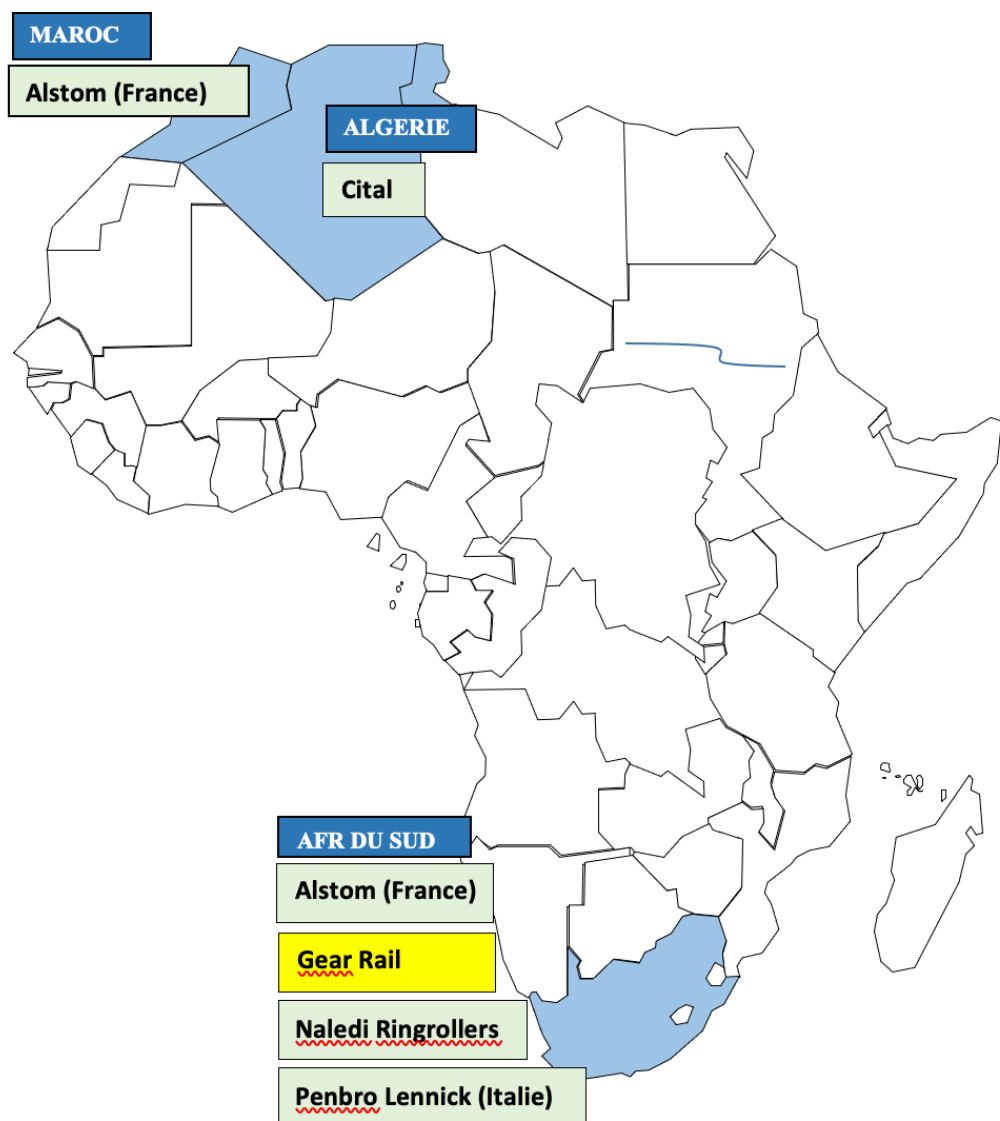 MAROC
Alstom (France)
ALGERIE
Cital
AFR DU SUD
Alstom (France)
Gear Rail
Naledi Ringrollers
Penbro Lennick (Italie)